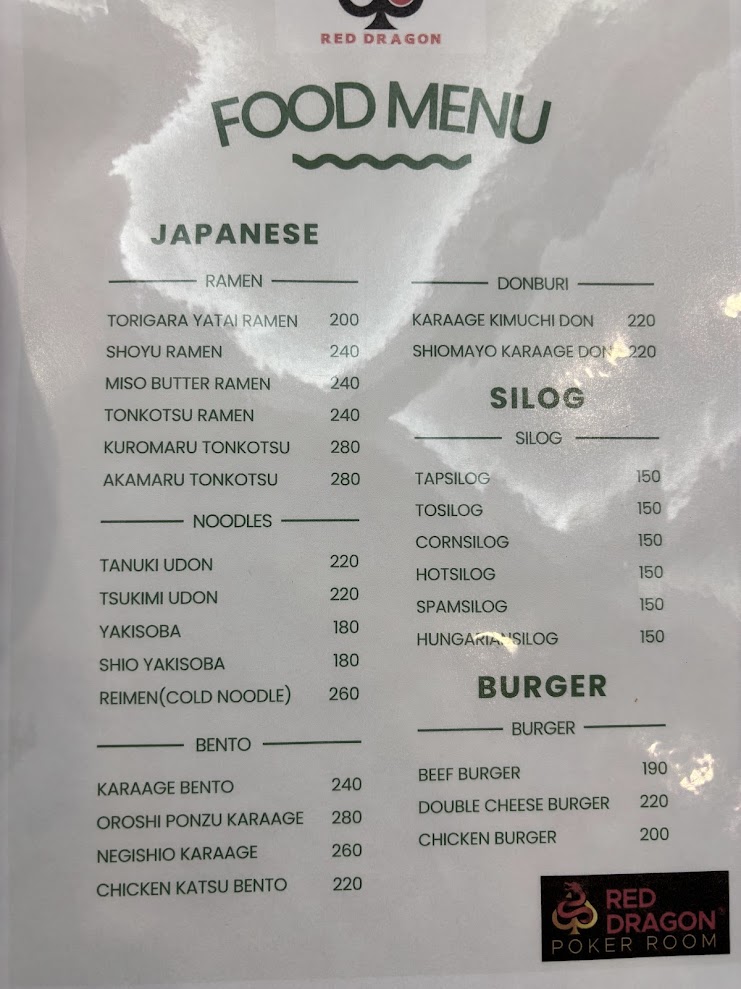 RED DRAGON
FOOD MENU
JAPANESE
RAMEN
TORIGARA YATAI RAMEN 200
SHOYU RAMEN 240
MISO BUTTER RAMEN 240
TONKOTSU RAMEN 240
KUROMARU TONKOTSU 280
AKAMARU TONKOTSU 280
NOODLES
TANUKI UDON 220
TSUKIMI UDON 220
YAKISOBA 180
SHIO YAKISOBA 180
REIMEN(COLD NOODLE) 260
BENTO
KARAAGE BENTO 240
OROSHI PONZU KARAAGE 280
NEGISHIO KARAAGE 260
CHICKEN KATSU BENTO 220
DONBURI
KARAAGE KIMUCHI DON 220
SHIOMAYO KARAAGE DON 220
SILOG
SILOG
TAPSILOG 150
TOSILOG 150
CORNSILOG 150
HOTSILOG 150
SPAMSILOG 150
HUNGARIANSILOG 150
BURGER
BURGER
BEEF BURGER 190
DOUBLE CHEESE BURGER 220
CHICKEN BURGER 200
RED
DRAGON
POKER ROOM